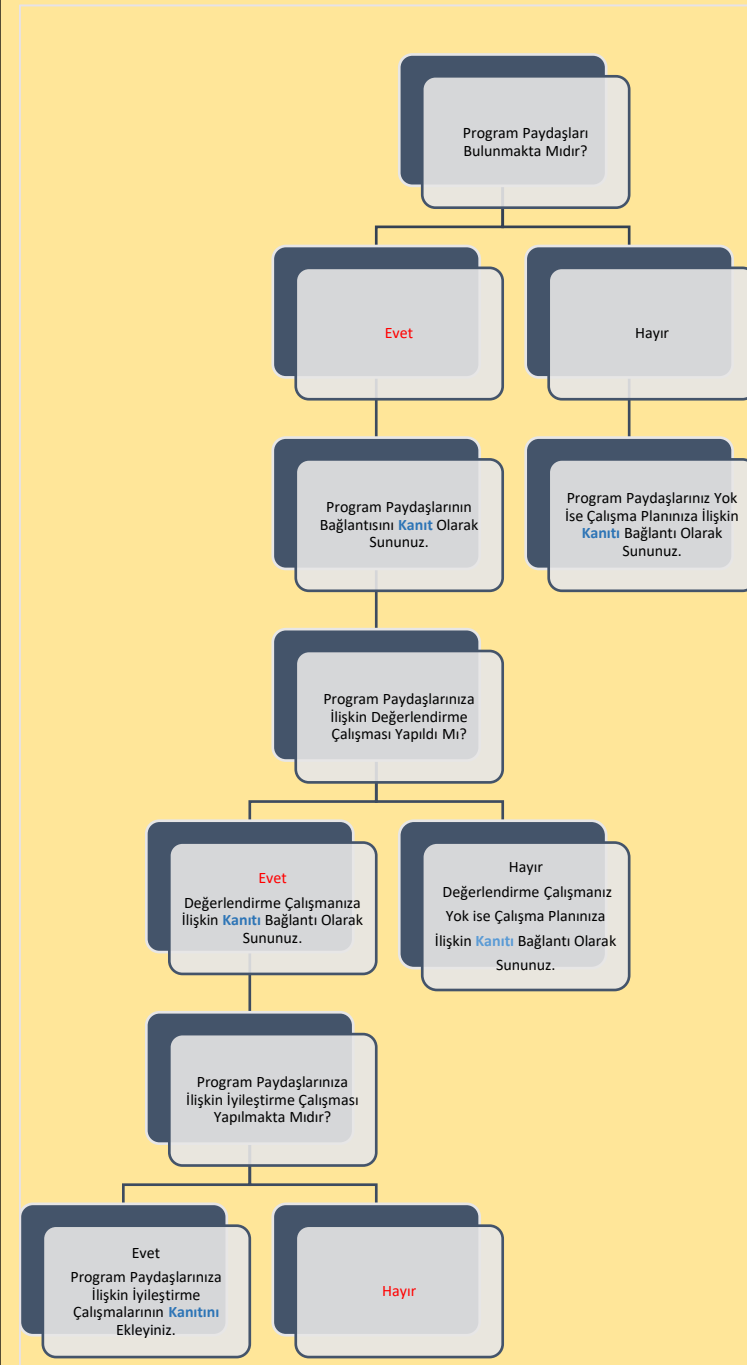 Program Paydaşları
Bulunmakta Mıdır?
Evet
Hayır
Program Paydaşlarının
Bağlantısını Kanıt Olarak
Sununuz.
Program Paydaşlarınız Yok
İse Çalışma Planınıza İlişkin
Kanıtı Bağlantı Olarak
Sununuz.
Program Paydaşlarınıza
İlişkin Değerlendirme
Çalışması Yapıldı Mı?
Evet
Değerlendirme Çalışmanıza
İlişkin Kanıtı Bağlantı Olarak
Sununuz.
Hayır
Değerlendirme Çalışmanız
Yok ise Çalışma Planınıza
İlişkin Kanıtı Bağlantı Olarak
Sununuz.
Program Paydaşlarınıza
İlişkin İyileştirme Çalışması
Yapılmakta Mıdır?
Evet
Program Paydaşlarınıza
İlişkin İyileştirme
Çalışmalarının Kanıtını
Ekleyiniz.
Hayır